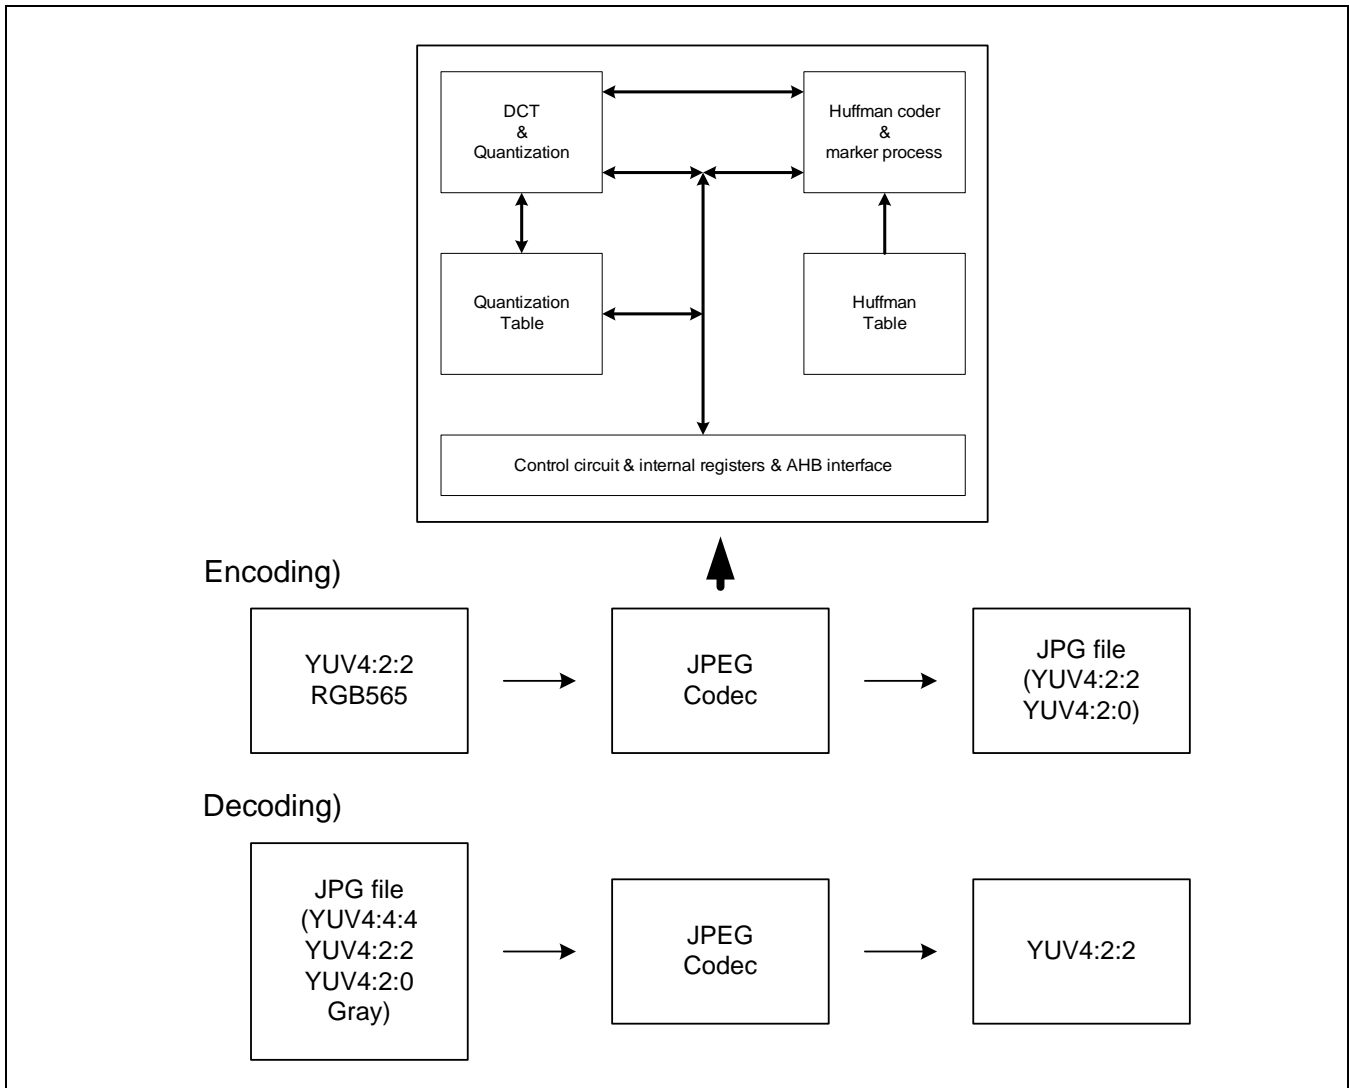 DCT
&
Quantization
Huffman coder
&
marker process
Quantization
Table
Huffman
Table
Control circuit & internal registers & AHB interface
Encoding)
YUV4:2:2
RGB565
JPEG
Codec
JPG file
(YUV4:2:2
YUV4:2:0)
Decoding)
JPG file
(YUV4:4:4
YUV4:2:2
YUV4:2:0
Gray)
JPEG
Codec
YUV4:2:2